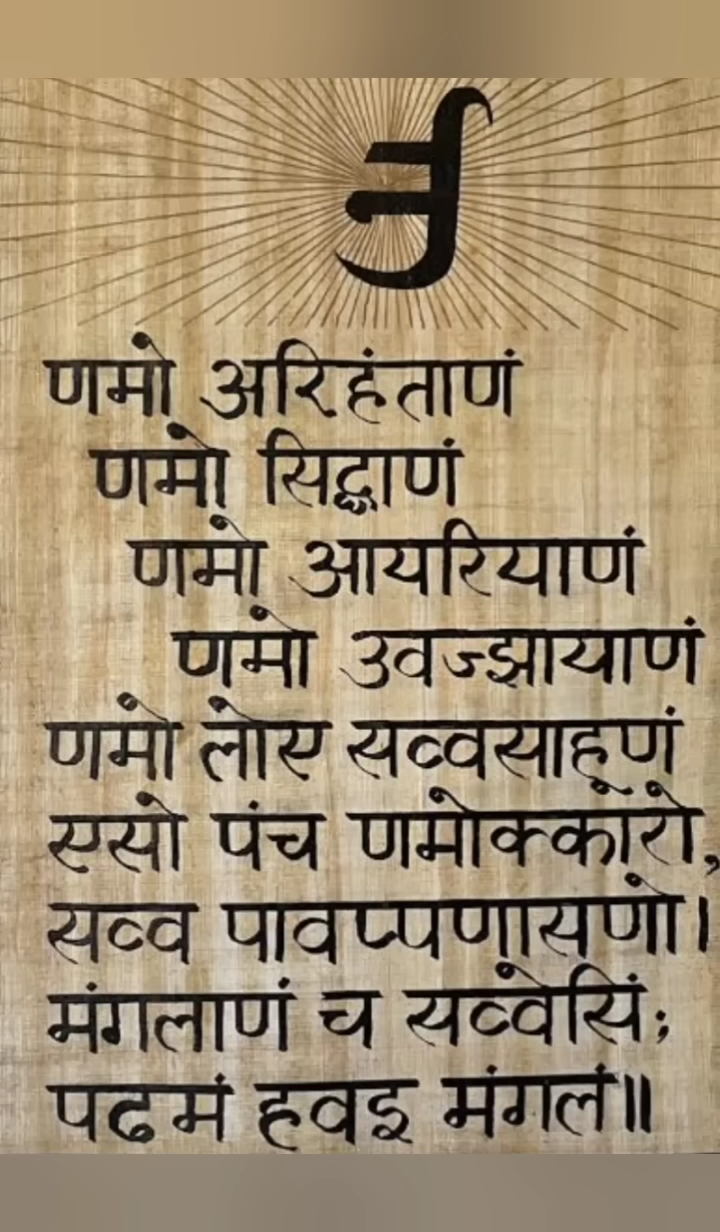 णमो अरिहंताणं
णमो सिद्धाणं
णमो आयरियाणं
णमो उवज्झायाणं
णमो लोए सव्वसाहूणं
एसो पंच णमोक्कारो,
सव्व पावप्पणासणो।
मंगलाणं च सव्वेसिं;
पढमं हवइ मंगलं॥